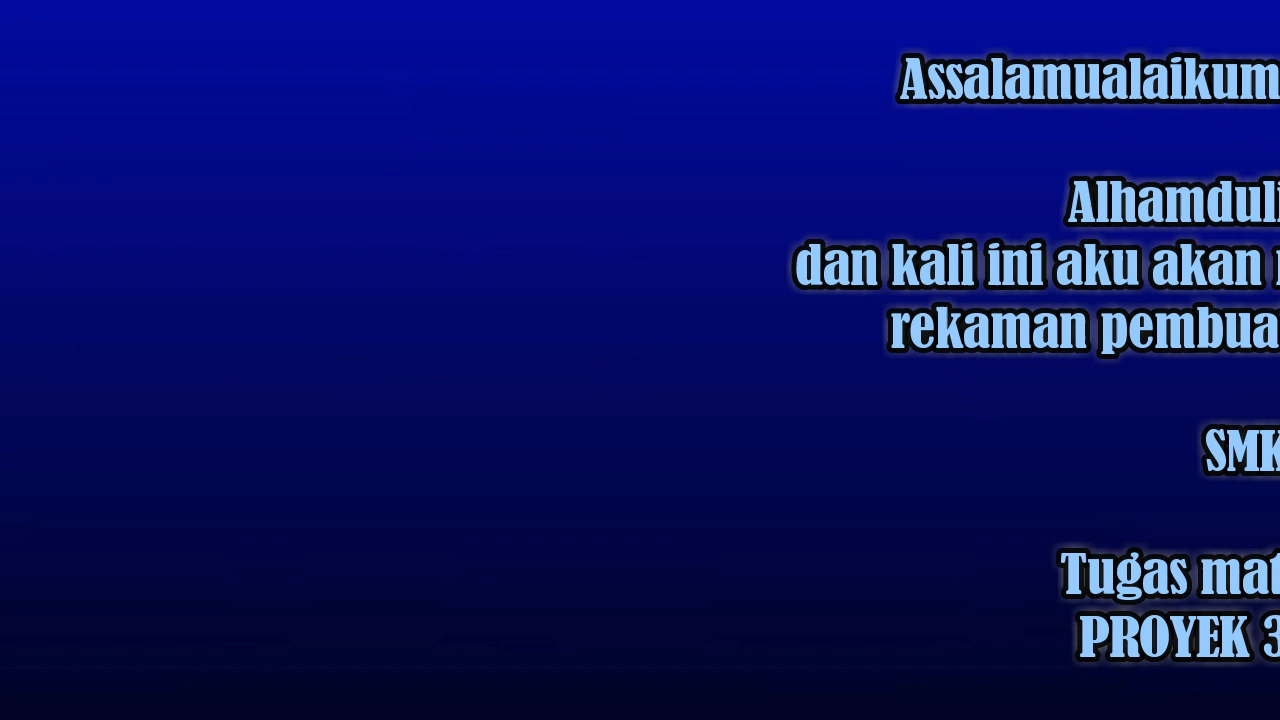 Assalamualaikum
Alhamduli
dan kali ini aku akan
rekaman pembua
SMK
Tugas mat
PROYEK 3